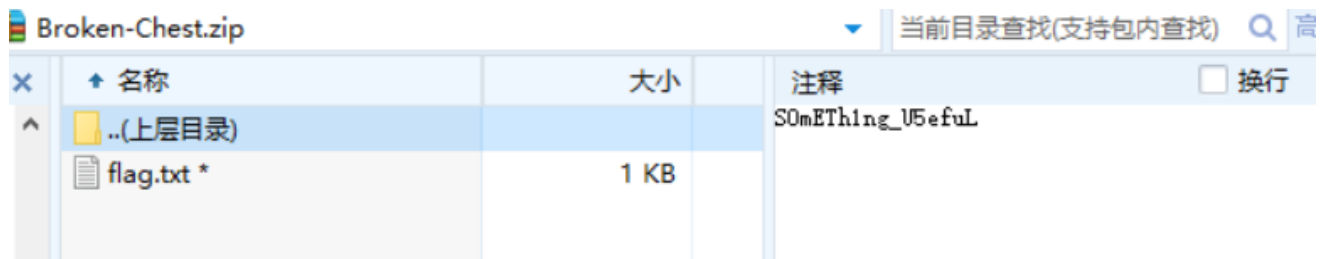 Broken-Chest.zip
当前目录查找(支持包内查找)
高
名称
大小
注释
换行
..(上层目录)
S0mETh1ng_U5efuL
flag.txt *
1 KB